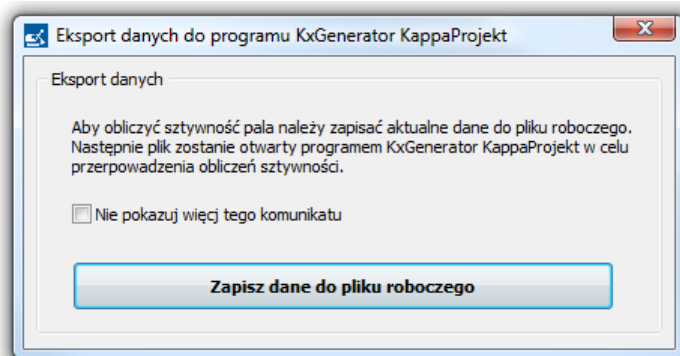 Eksport danych do programu KxGenerator KappaProjekt
Eksport danych
Aby obliczyć sztywność pala należy zapisać aktualne dane do pliku roboczego.
Następnie plik zostanie otwarty programem KxGenerator KappaProjekt w celu
przerpowadzenia obliczeń sztywności.
Nie pokazuj więcj tego komunikatu
Zapisz dane do pliku roboczego